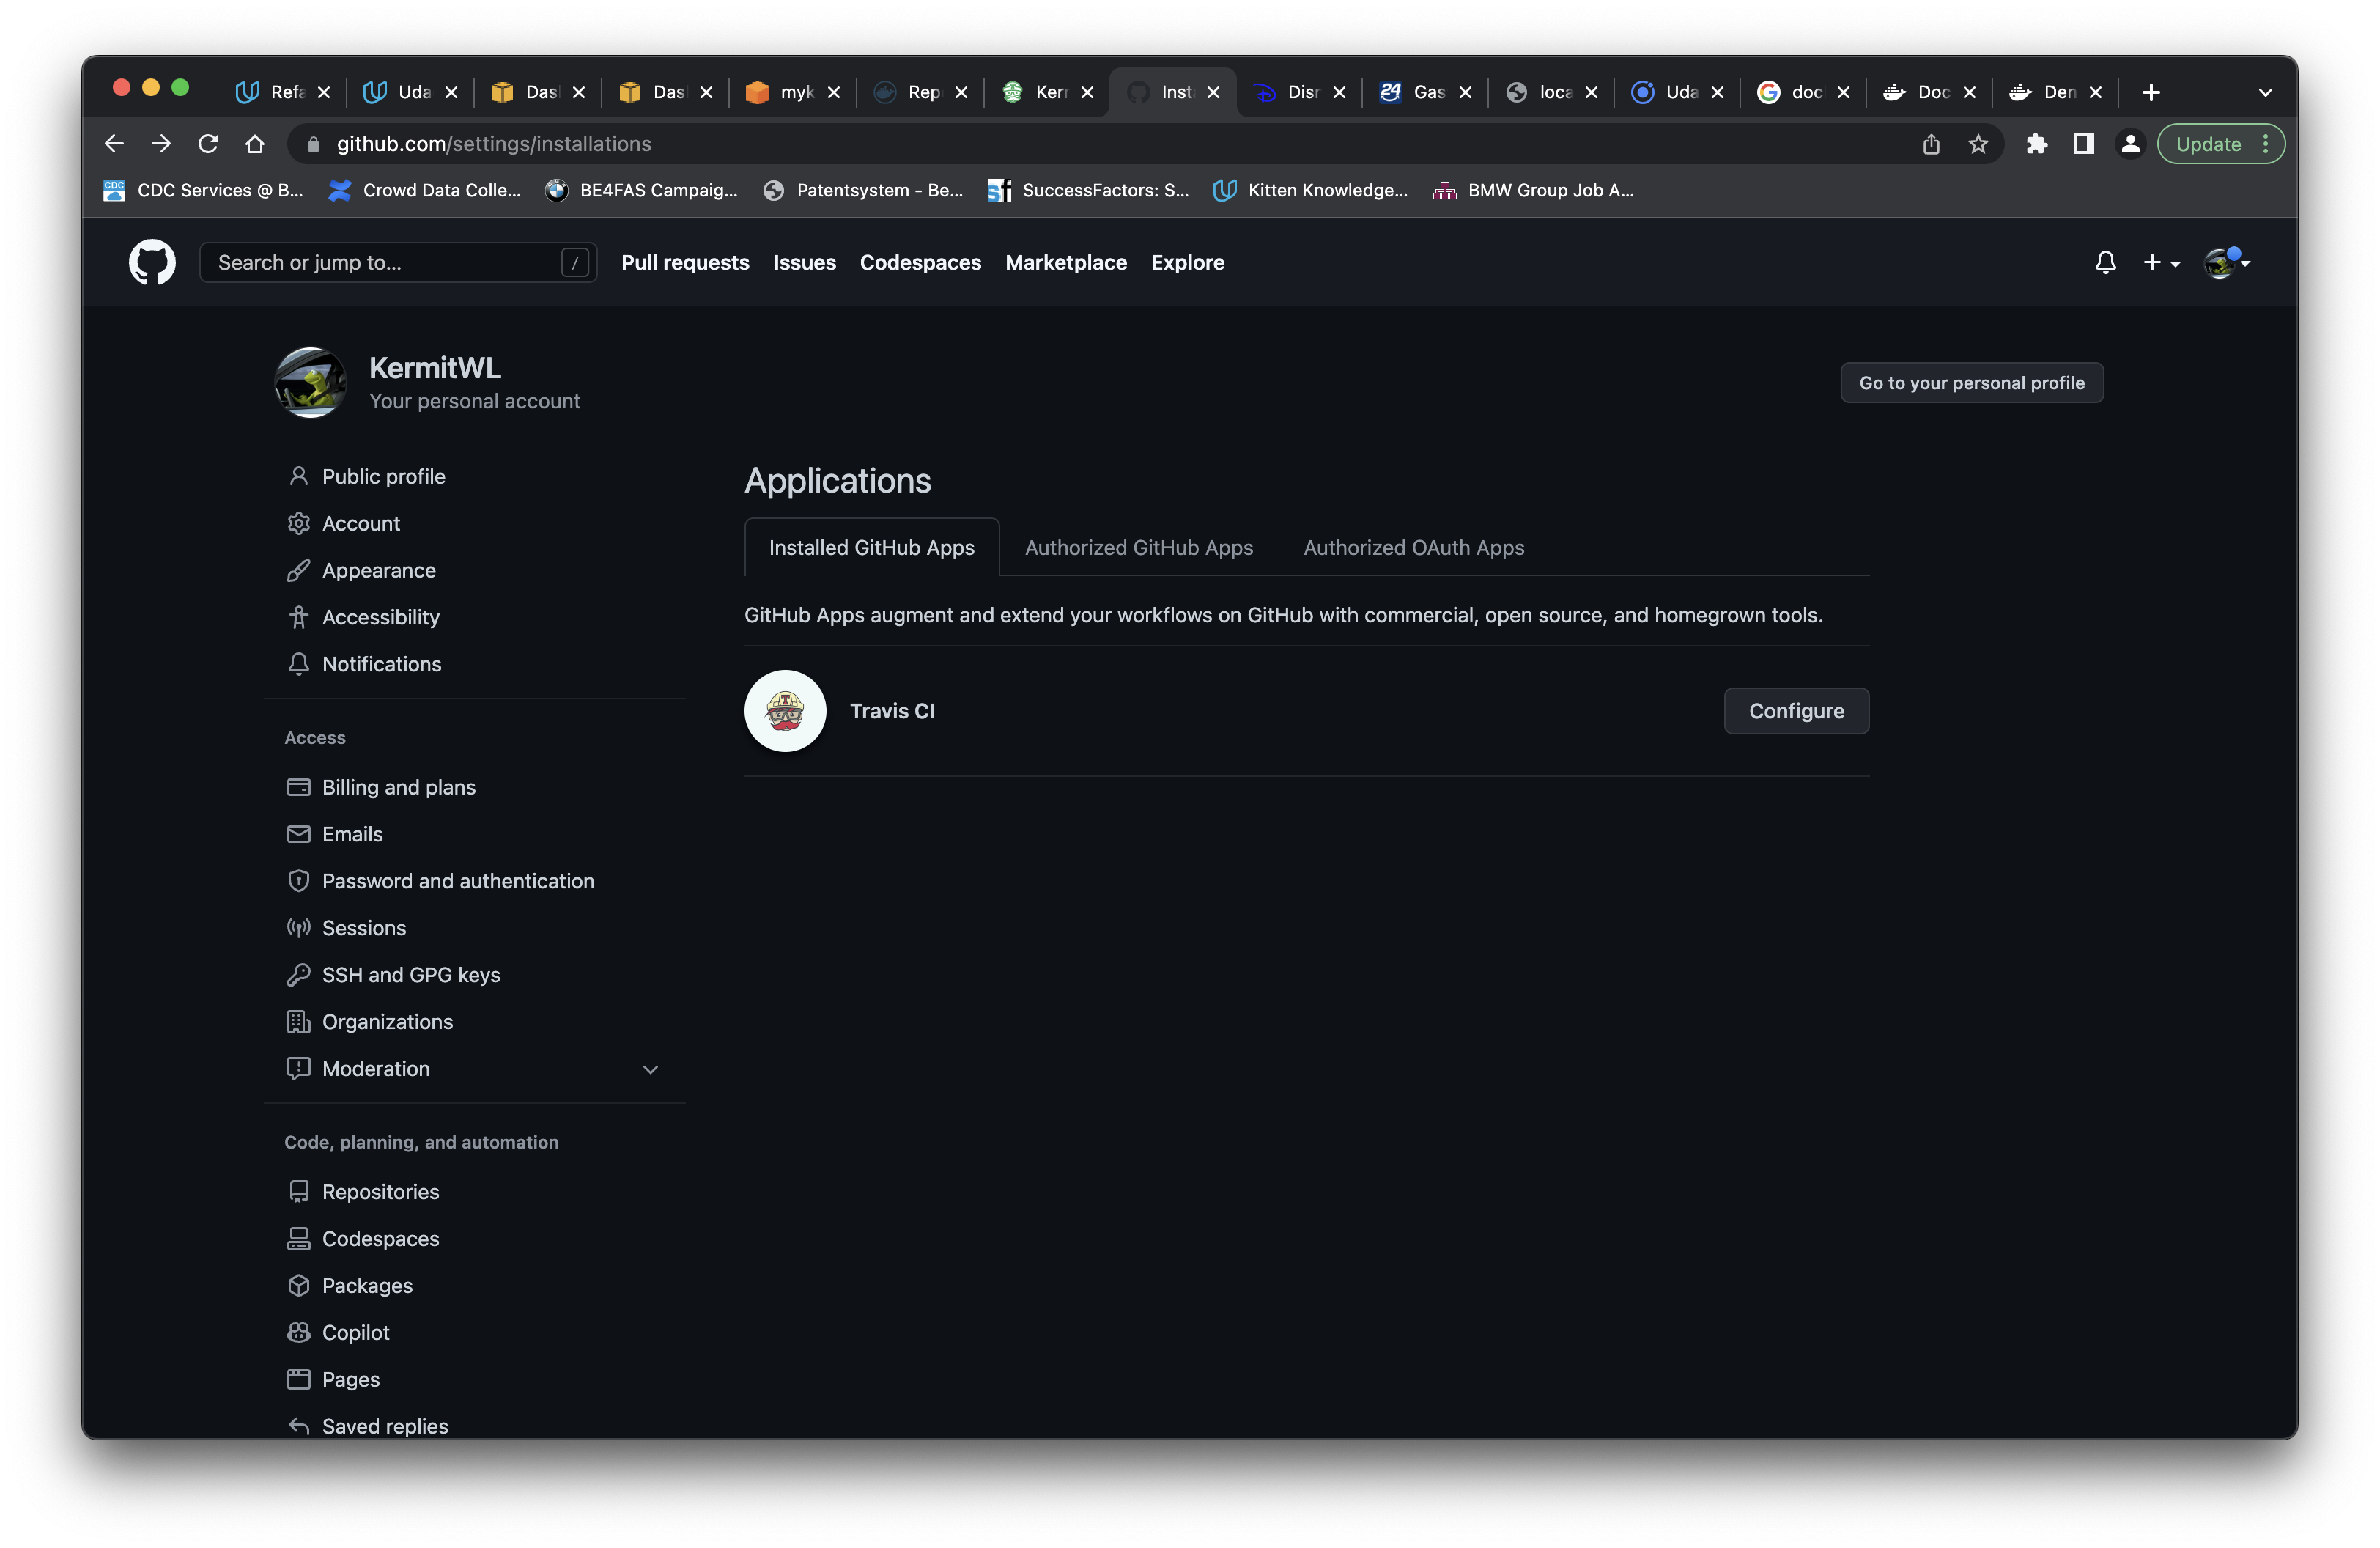 Refa
Uda
Das
Das
myk
Rep
Kerr
Inst
Disr
24 Gas
loca
Uda
doc
Doc
Den
github.com/settings/installations
Update
CDC CDC Services @ B...
Crowd Data Colle...
BE4FAS Campaig...
Patentsystem - Be...
sf SuccessFactors: S...
Kitten Knowledge...
BMW Group Job A...
Search or jump to... /
Pull requests
Issues
Codespaces
Marketplace
Explore
KermitWL
Your personal account
Go to your personal profile
Public profile
Account
Appearance
Accessibility
Notifications
Access
Billing and plans
Emails
Password and authentication
Sessions
SSH and GPG keys
Organizations
Moderation
Code, planning, and automation
Repositories
Codespaces
Packages
Copilot
Pages
Saved replies
Applications
Installed GitHub Apps
Authorized GitHub Apps
Authorized OAuth Apps
GitHub Apps augment and extend your workflows on GitHub with commercial, open source, and homegrown tools.
Travis CI
Configure